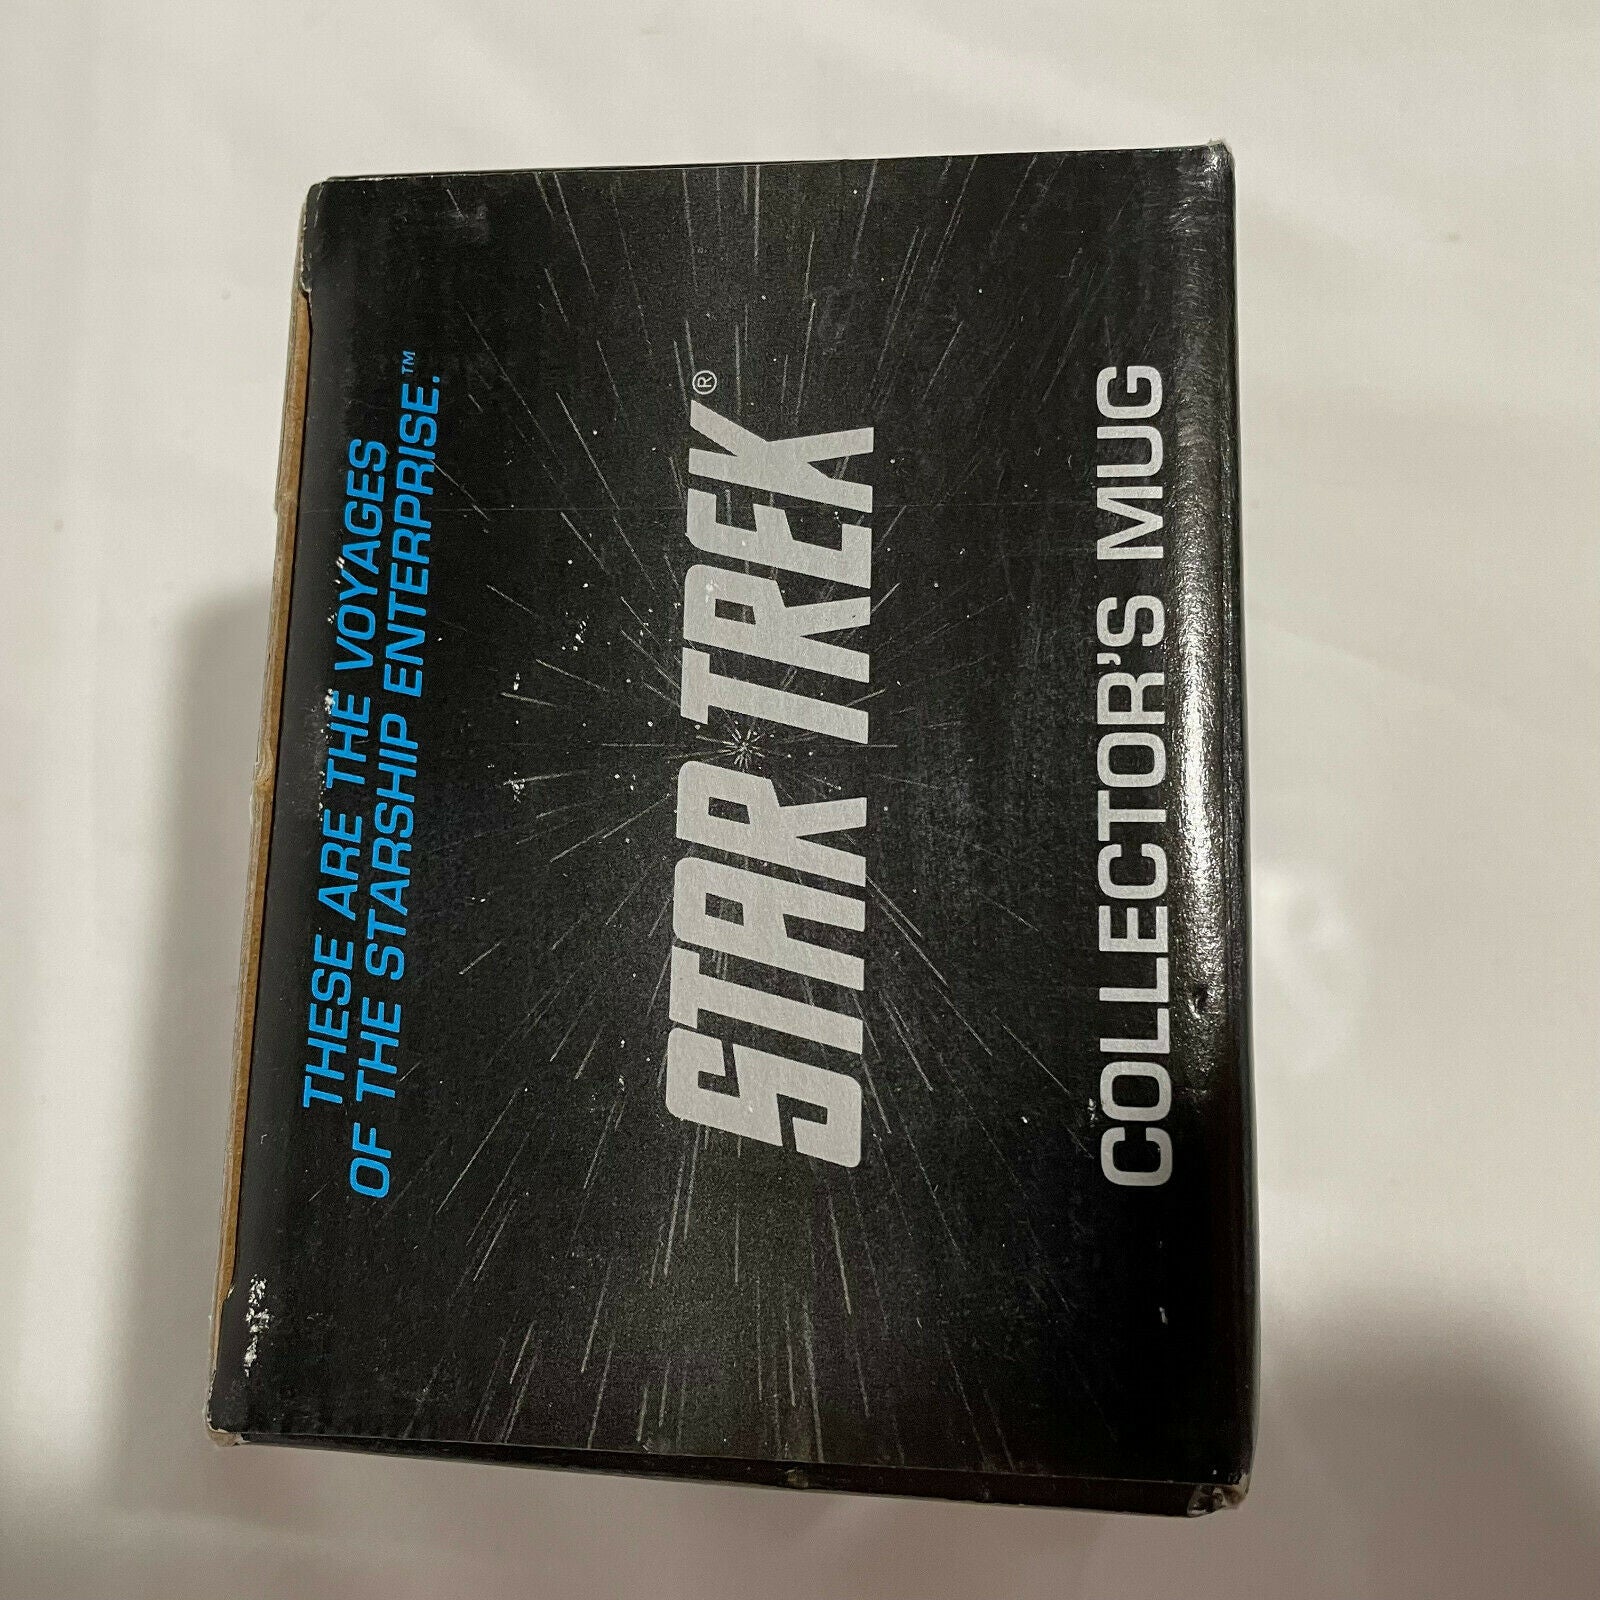 THESE ARE THE VOYAGES
OF THE STARSHIP ENTERPRISE.™
STAR TREK®
COLLECTOR'S MUG